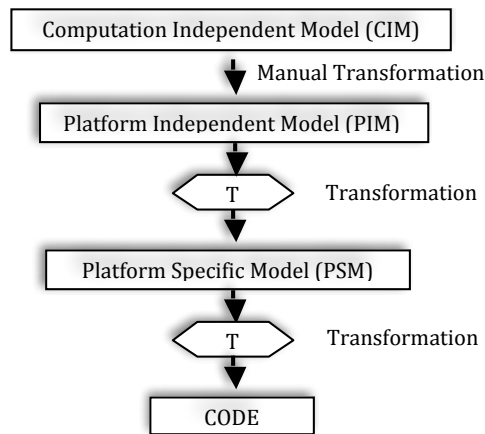 Computation Independent Model (CIM)
Manual Transformation
Platform Independent Model (PIM)
T
Transformation
Platform Specific Model (PSM)
T
Transformation
CODE